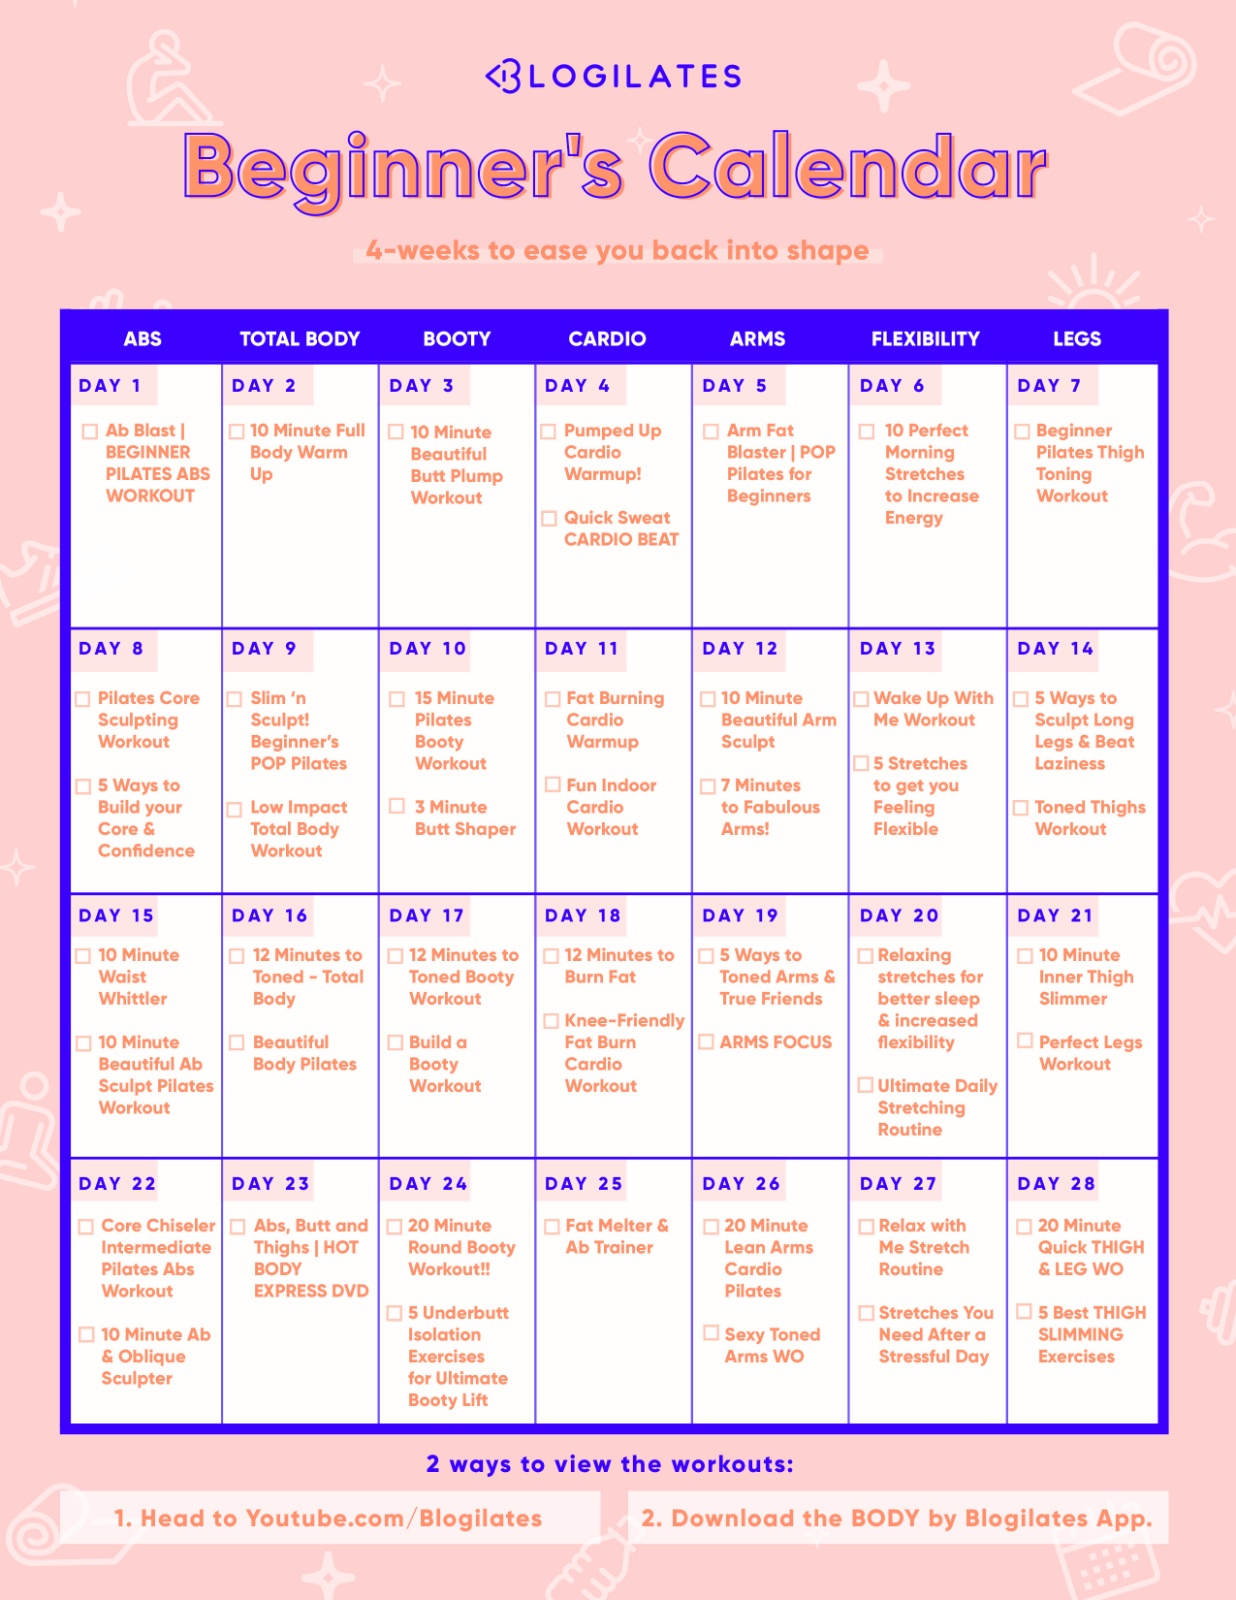 BLOGILATES
Beginner's Calendar
4-weeks to ease you back into shape
ABS
TOTAL BODY
BOOTY
CARDIO
ARMS
FLEXIBILITY
LEGS
DAY 1
Ab Blast |
BEGINNER
PILATES ABS
WORKOUT
DAY 2
10 Minute Full
Body Warm
Up
DAY 3
10 Minute
Beautiful
Butt Plump
Workout
DAY 4
Pumped Up
Cardio
Warmup!
Quick Sweat
CARDIO BEAT
DAY 5
Arm Fat
Blaster | POP
Pilates for
Beginners
DAY 6
10 Perfect
Morning
Stretches
to Increase
Energy
DAY 7
Beginner
Pilates Thigh
Toning
Workout
DAY 8
Pilates Core
Sculpting
Workout
5 Ways to
Build your
Core &
Confidence
DAY 9
Slim ‘n
Sculpt!
Beginner’s
POP Pilates
Low Impact
Total Body
Workout
DAY 10
15 Minute
Pilates
Booty
Workout
3 Minute
Butt Shaper
DAY 11
Fat Burning
Cardio
Warmup
Fun Indoor
Cardio
Workout
DAY 12
10 Minute
Beautiful Arm
Sculpt
7 Minutes
to Fabulous
Arms!
DAY 13
Wake Up With
Me Workout
5 Stretches
to get you
Feeling
Flexible
DAY 14
5 Ways to
Sculpt Long
Legs & Beat
Laziness
Toned Thighs
Workout
DAY 15
10 Minute
Waist
Whittler
10 Minute
Beautiful Ab
Sculpt Pilates
Workout
DAY 16
12 Minutes to
Toned - Total
Body
Beautiful
Body Pilates
DAY 17
12 Minutes to
Toned Booty
Workout
Build a
Booty
Workout
DAY 18
12 Minutes to
Burn Fat
Knee-Friendly
Fat Burn
Cardio
Workout
DAY 19
5 Ways to
Toned Arms &
True Friends
ARMS FOCUS
DAY 20
Relaxing
stretches for
better sleep
& increased
flexibility
Ultimate Daily
Stretching
Routine
DAY 21
10 Minute
Inner Thigh
Slimmer
Perfect Legs
Workout
DAY 22
Core Chiseler
Intermediate
Pilates Abs
Workout
10 Minute Ab
& Oblique
Sculpter
DAY 23
Abs, Butt and
Thighs | HOT
BODY
EXPRESS DVD
DAY 24
20 Minute
Round Booty
Workout!!
5 Underbutt
Isolation
Exercises
for Ultimate
Booty Lift
DAY 25
Fat Melter &
Ab Trainer
DAY 26
20 Minute
Lean Arms
Cardio
Pilates
Sexy Toned
Arms WO
DAY 27
Relax with
Me Stretch
Routine
Stretches You
Need After a
Stressful Day
DAY 28
20 Minute
Quick THIGH
& LEG WO
5 Best THIGH
SLIMMING
Exercises
2 ways to view the workouts:
1. Head to Youtube.com/Blogilates
2. Download the BODY by Blogilates App.